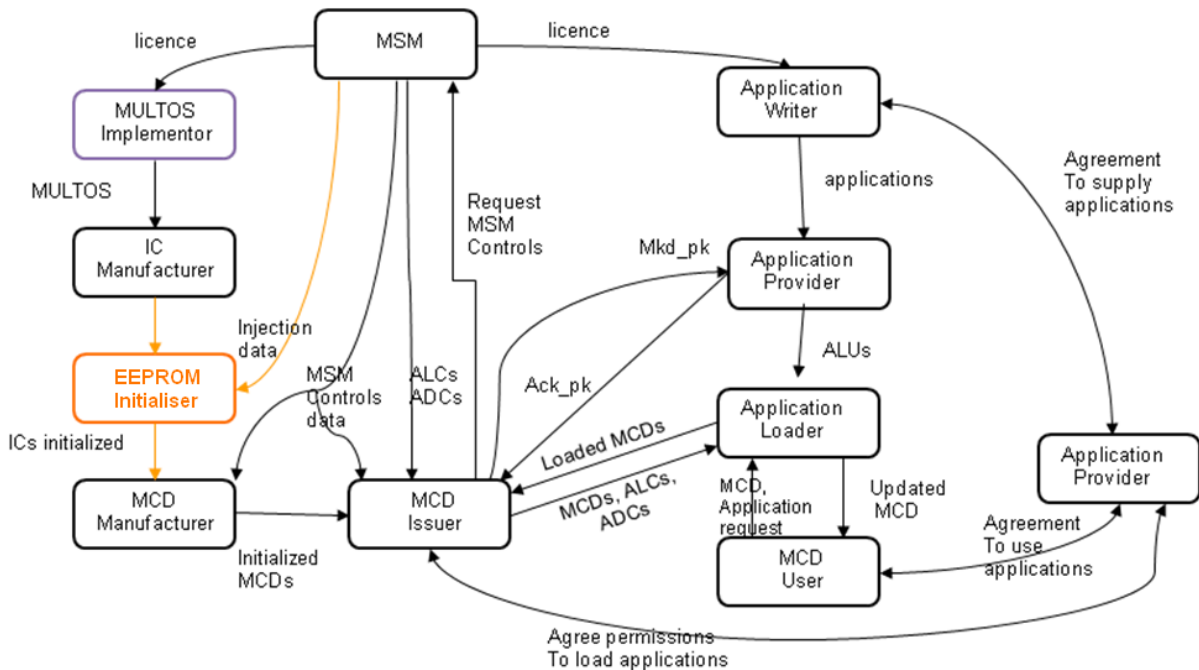 licence
MSM
licence
MULTOS
Implementor
Application
Writer
MULTOS
applications
Agreement
To supply
applications
Request
MSM
Controls
IC
Manufacturer
Mkd_pk
Application
Provider
Injection
data
EEPROM
Initialiser
MSM
Controls
data
ALCs
ADCs
Ack_pk
ALUs
ICs initialized
Application
Loader
Loaded MCDs
MCDs, ALCs,
ADCs
Application
Provider
MCD
Manufacturer
MCD
Issuer
MCD,
Application
request
Updated
MCD
Initialized
MCDs
MCD
User
Agreement
To use
applications
Agree permissions
To load applications